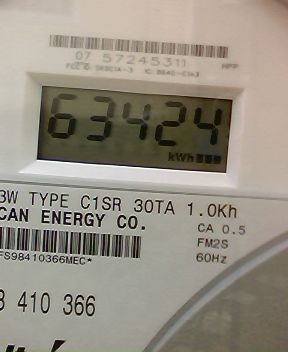 07 57245311
63424
kWh
3W TYPE C1SR 30TA 1.0Kh
CAN ENERGY CO.
CA 0.5
FM2S
60Hz
FS98410366MEC*
410 366